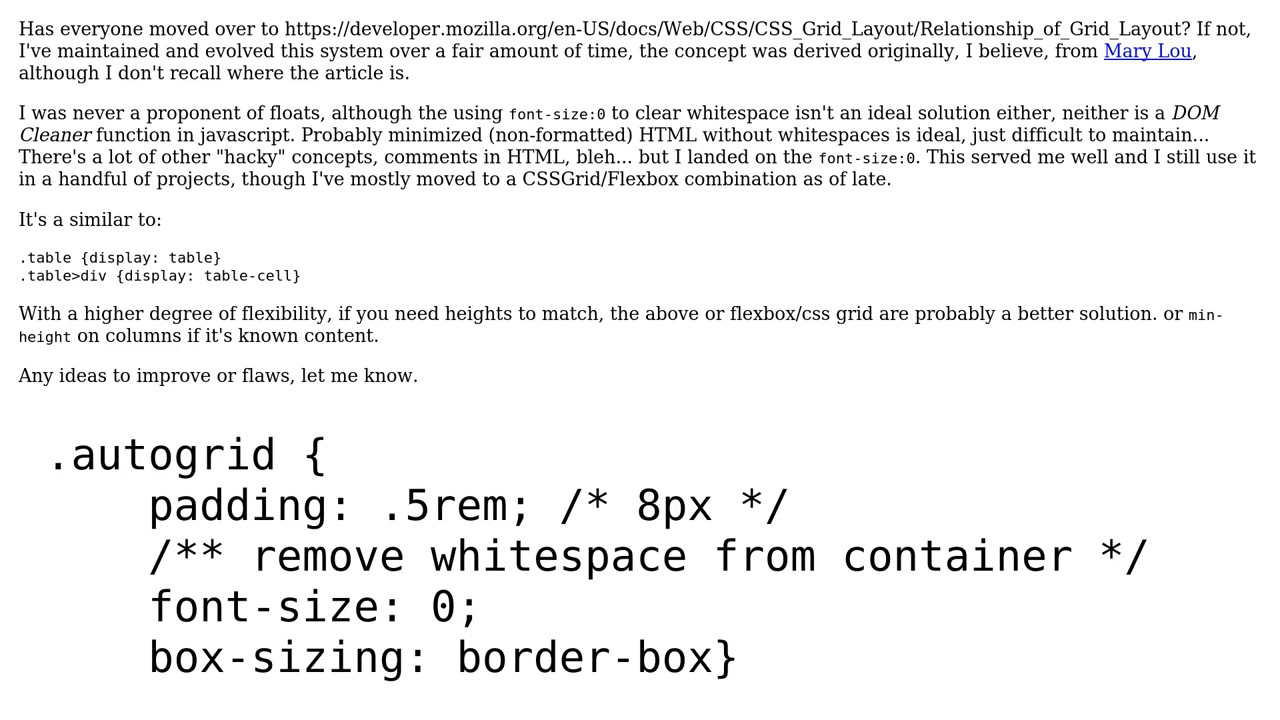 Has everyone moved over to https://developer.mozilla.org/en-US/docs/Web/CSS/CSS_Grid_Layout/Relationship_of_Grid_Layout? If not,
I've maintained and evolved this system over a fair amount of time, the concept was derived originally, I believe, from Mary Lou,
although I don't recall where the article is.
I was never a proponent of floats, although the using font-size:0 to clear whitespace isn't an ideal solution either, neither is a DOM
Cleaner function in javascript. Probably minimized (non-formatted) HTML without whitespaces is ideal, just difficult to maintain...
There's a lot of other "hacky" concepts, comments in HTML, bleh... but I landed on the font-size:0. This served me well and I still use it
in a handful of projects, though I've mostly moved to a CSSGrid/Flexbox combination as of late.
It's a similar to:
.table {display: table}
.table>div {display: table-cell}
With a higher degree of flexibility, if you need heights to match, the above or flexbox/css grid are probably a better solution. or min-
height on columns if it's known content.
Any ideas to improve or flaws, let me know.
.autogrid {
    padding: .5rem; /* 8px */
    /** remove whitespace from container */
    font-size: 0;
    box-sizing: border-box}